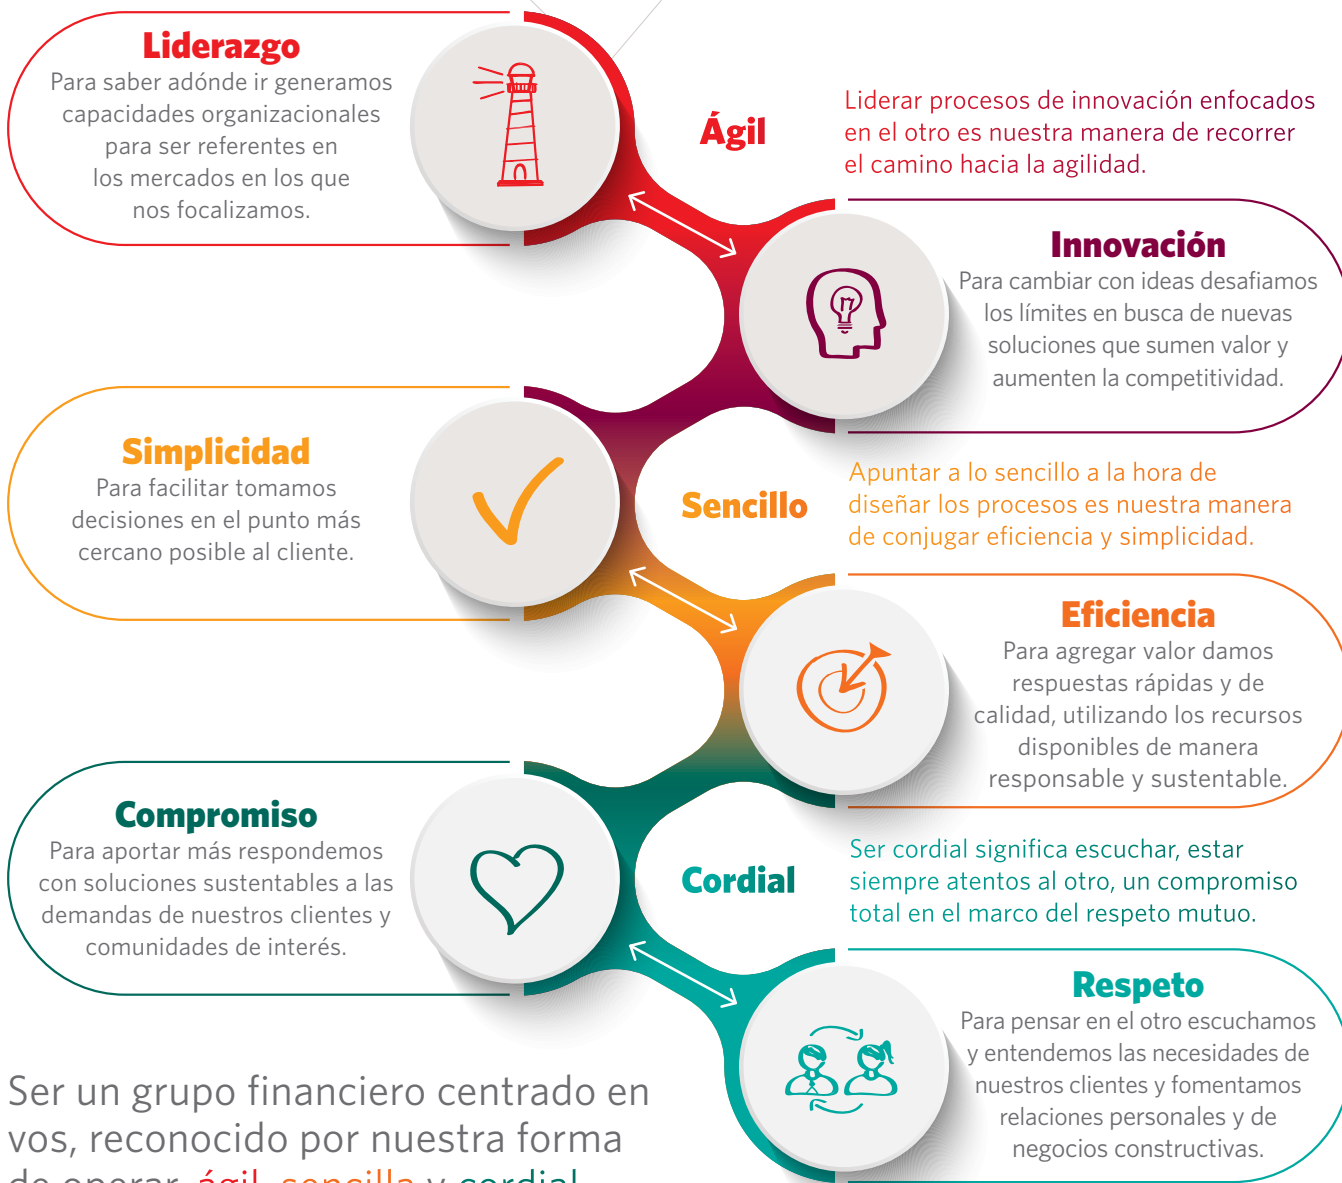 Liderazgo
Para saber adónde ir generamos
capacidades organizacionales
para ser referentes en
los mercados en los que
nos focalizamos.
Ágil
Liderar procesos de innovación enfocados
en el otro es nuestra manera de recorrer
el camino hacia la agilidad.
Innovación
Para cambiar con ideas desafiamos
los límites en busca de nuevas
soluciones que sumen valor y
aumenten la competitividad.
Simplicidad
Para facilitar tomamos
decisiones en el punto más
cercano posible al cliente.
Sencillo
Apuntar a lo sencillo a la hora de
diseñar los procesos es nuestra manera
de conjugar eficiencia y simplicidad.
Eficiencia
Para agregar valor damos
respuestas rápidas y de
calidad, utilizando los recursos
disponibles de manera
responsable y sustentable.
Compromiso
Para aportar más respondemos
con soluciones sustentables a las
demandas de nuestros clientes y
comunidades de interés.
Cordial
Ser cordial significa escuchar, estar
siempre atentos al otro, un compromiso
total en el marco del respeto mutuo.
Respeto
Para pensar en el otro escuchamos
y entendemos las necesidades de
nuestros clientes y fomentamos
relaciones personales y de
negocios constructivas.
Ser un grupo financiero centrado en
vos, reconocido por nuestra forma
de operar, ágil, sencilla y cordial